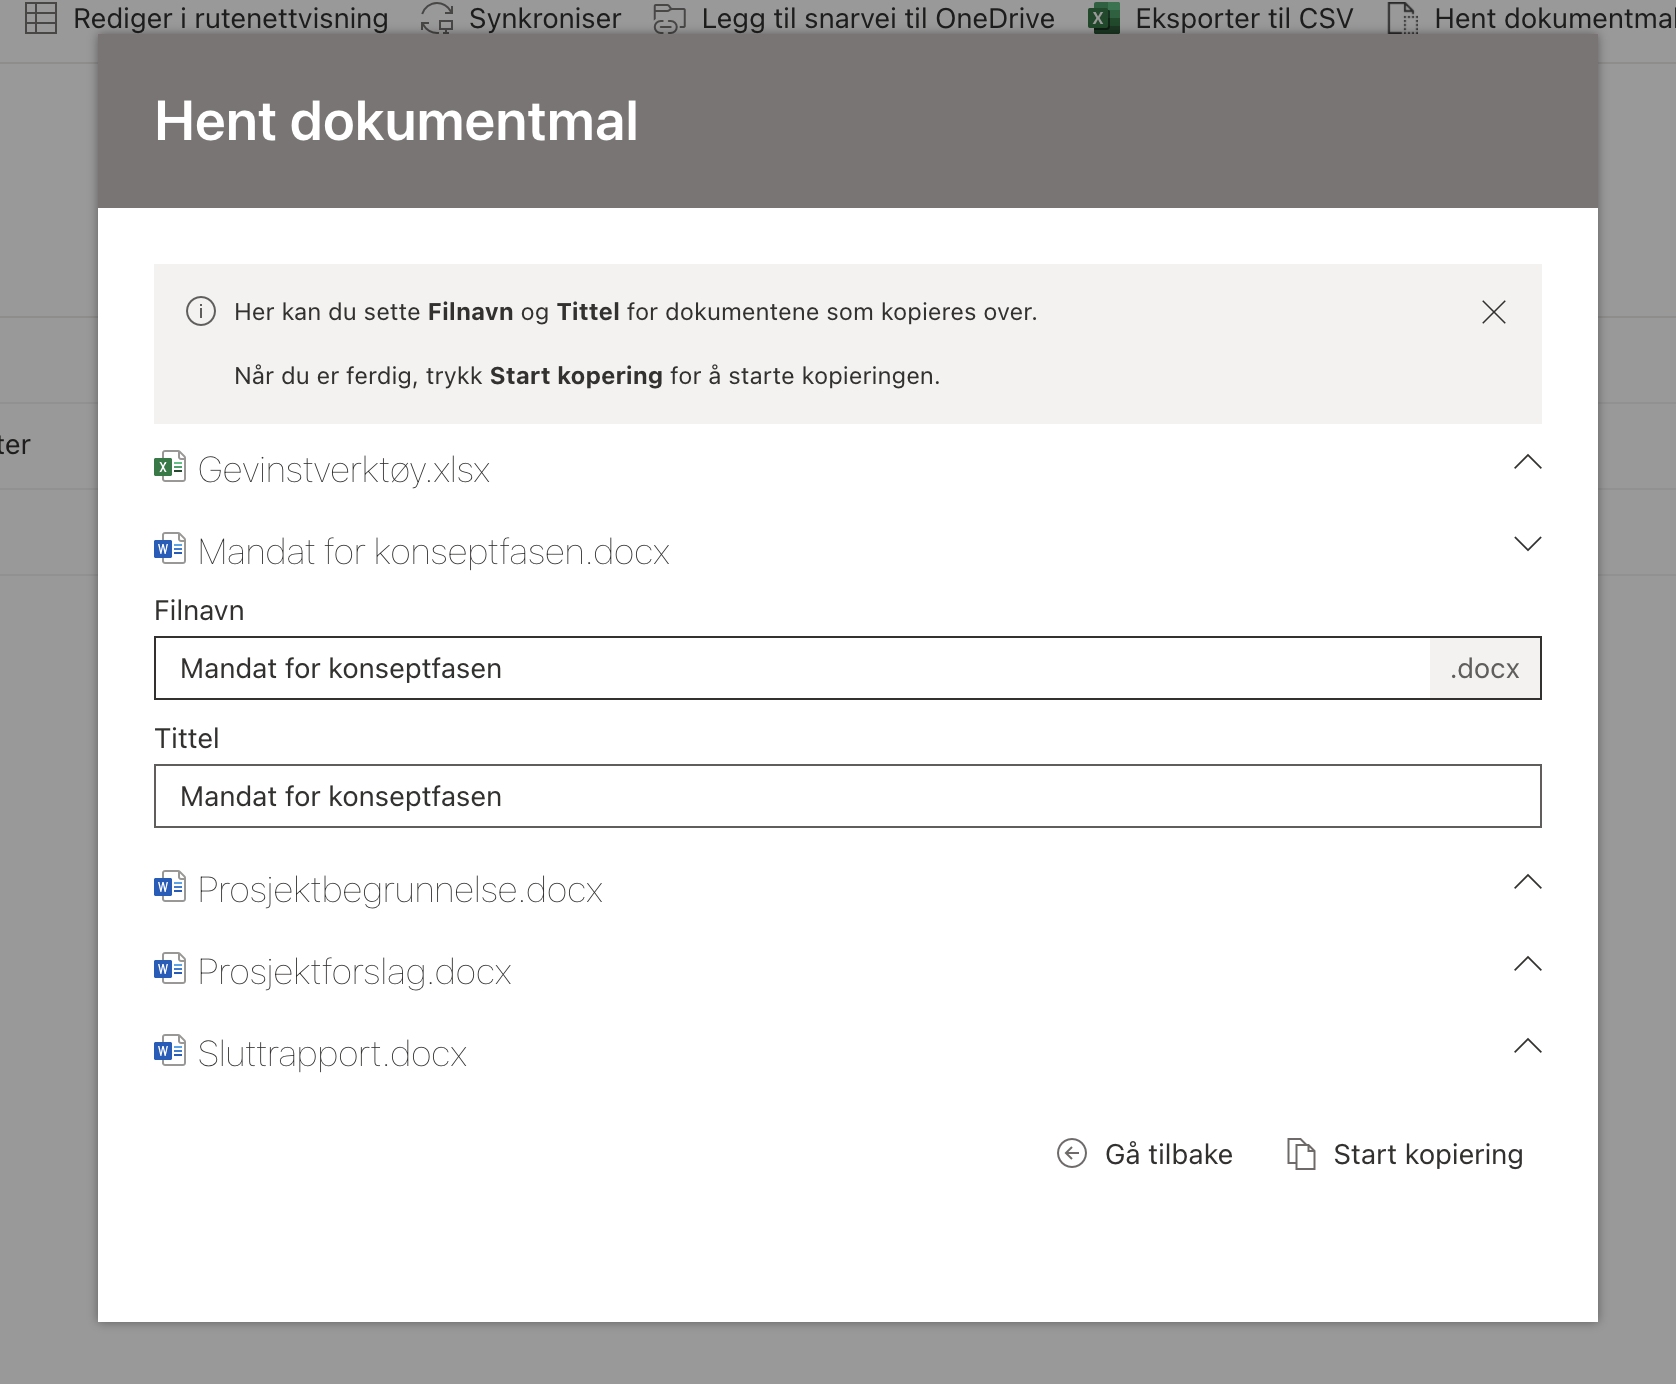 Rediger i rutenettvisning Synkroniser Legg til snarvei til OneDrive Eksporter til CSV Hent dokumentmal
Hent dokumentmal
Her kan du sette Filnavn og Tittel for dokumentene som kopieres over.
Når du er ferdig, trykk Start kopering for å starte kopieringen.
ter
Gevinstverktøy.xlsx
Mandat for konseptfasen.docx
Filnavn
Mandat for konseptfasen .docx
Tittel
Mandat for konseptfasen
Prosjektbegrunnelse.docx
Prosjektforslag.docx
Sluttrapport.docx
Gå tilbake Start kopiering